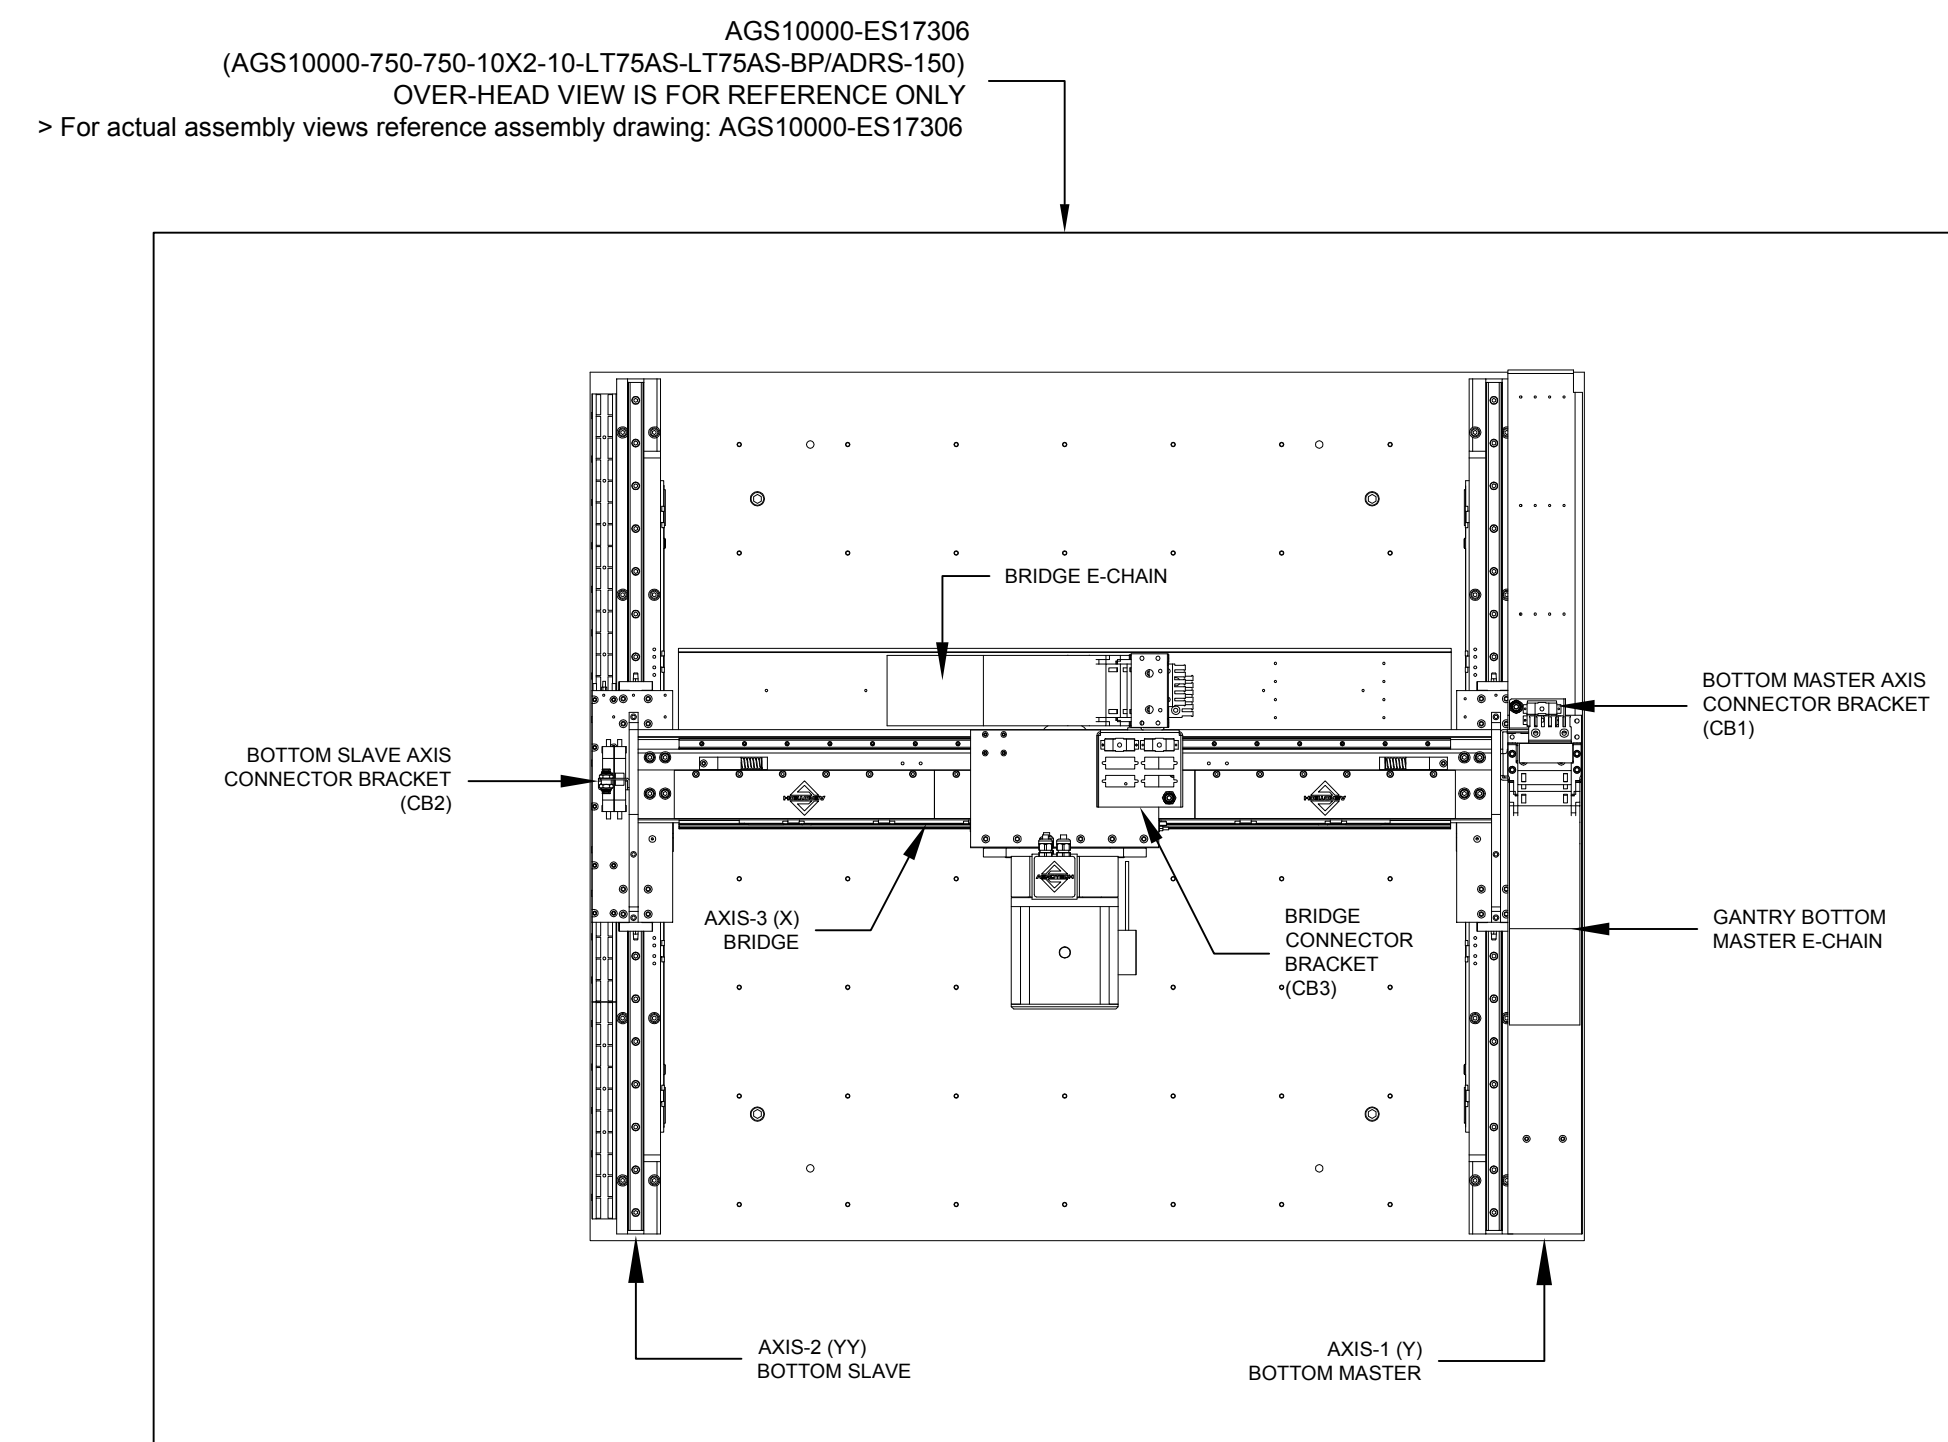 AGS10000-ES17306
(AGS10000-750-750-10X2-10-LT75AS-LT75AS-BP/ADRS-150)
OVER-HEAD VIEW IS FOR REFERENCE ONLY
> For actual assembly views reference assembly drawing: AGS10000-ES17306
BRIDGE E-CHAIN
BOTTOM MASTER AXIS
CONNECTOR BRACKET
(CB1)
BOTTOM SLAVE AXIS
CONNECTOR BRACKET
(CB2)
AXIS-3 (X)
BRIDGE
BRIDGE
CONNECTOR
BRACKET
(CB3)
GANTRY BOTTOM
MASTER E-CHAIN
AXIS-2 (YY)
BOTTOM SLAVE
AXIS-1 (Y)
BOTTOM MASTER